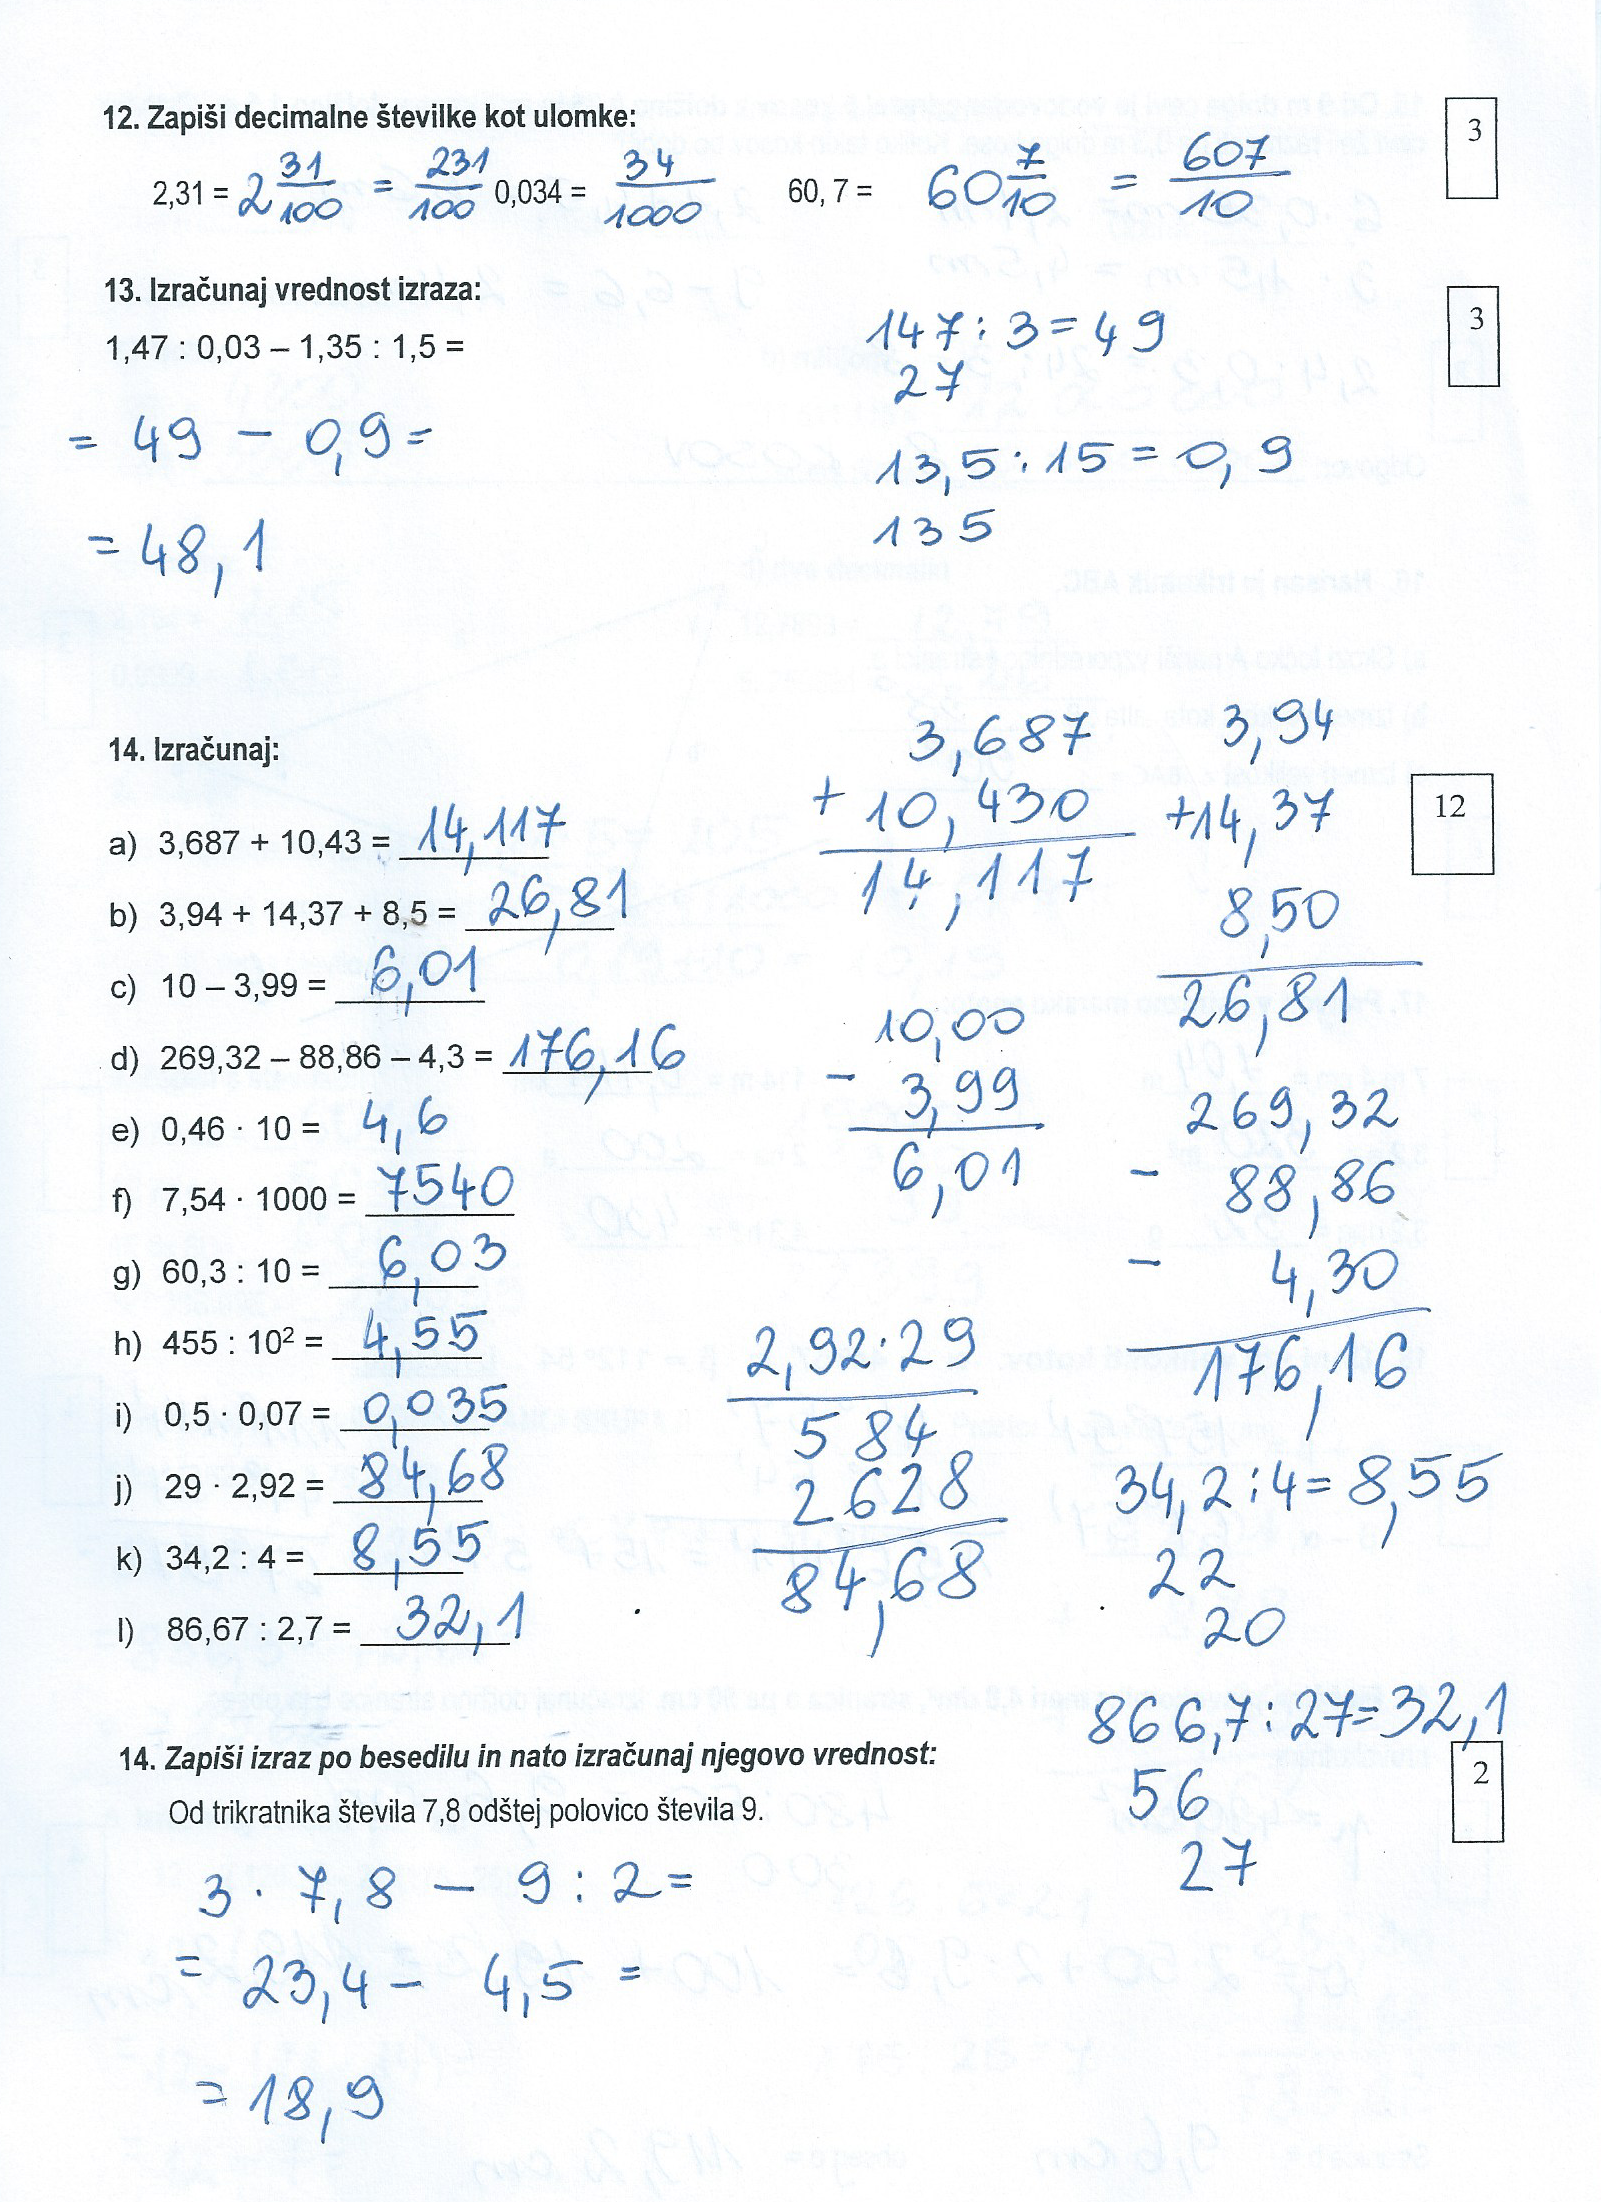 12. Zapiši decimalne številke kot ulomke:
3
2,31 = 2 31/100 = 231/100 0,034 = 34/1000 60, 7 = 60 7/10 = 607/10
13. Izračunaj vrednost izraza:
3
1,47 : 0,03 – 1,35 : 1,5 =
147 : 3 = 49
27
= 49 - 0,9 =
13,5 : 15 = 0,9
135
= 48,1
14. Izračunaj:
12
a) 3,687 + 10,43 = 14,117
b) 3,94 + 14,37 + 8,5 = 26,81
c) 10 – 3,99 = 6,01
d) 269,32 – 88,86 – 4,3 = 176,16
e) 0,46 · 10 = 4,6
f) 7,54 · 1000 = 7540
g) 60,3 : 10 = 6,03
h) 455 : 10² = 4,55
i) 0,5 · 0,07 = 0,035
j) 29 · 2,92 = 84,68
k) 34,2 : 4 = 8,55
l) 86,67 : 2,7 = 32,1
3,687
+ 10,430
14,117
3,94
+14,37
8,50
26,81
10,00
- 3,99
6,01
269,32
- 88,86
- 4,30
176,16
2,92·29
584
2628
84,68
34,2 : 4 = 8,55
22
20
866,7 : 27 = 32,1
56
27
14. Zapiši izraz po besedilu in nato izračunaj njegovo vrednost:
2
Od trikratnika števila 7,8 odštej polovico števila 9.
3 · 7,8 - 9 : 2 =
= 23,4 - 4,5 =
= 18,9